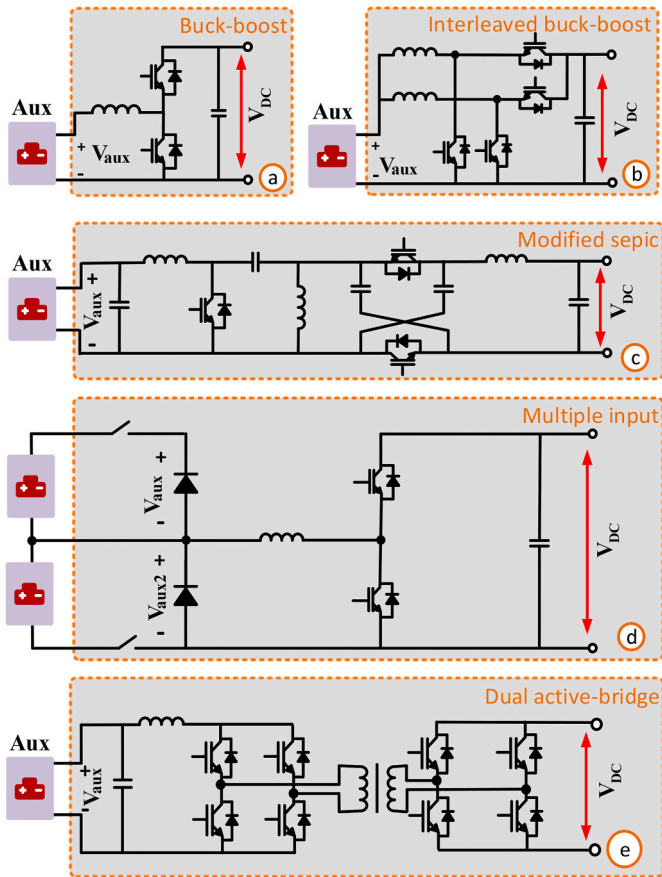 Buck-boost
Aux
+
Vaux
-
VDC
a
Interleaved buck-boost
Aux
+
Vaux
-
VDC
b
Modified sepic
Aux
+
Vaux
-
VDC
c
Multiple input
+
Vaux
-
+
Vaux2
-
VDC
d
Dual active-bridge
Aux
+
Vaux
-
VDC
e